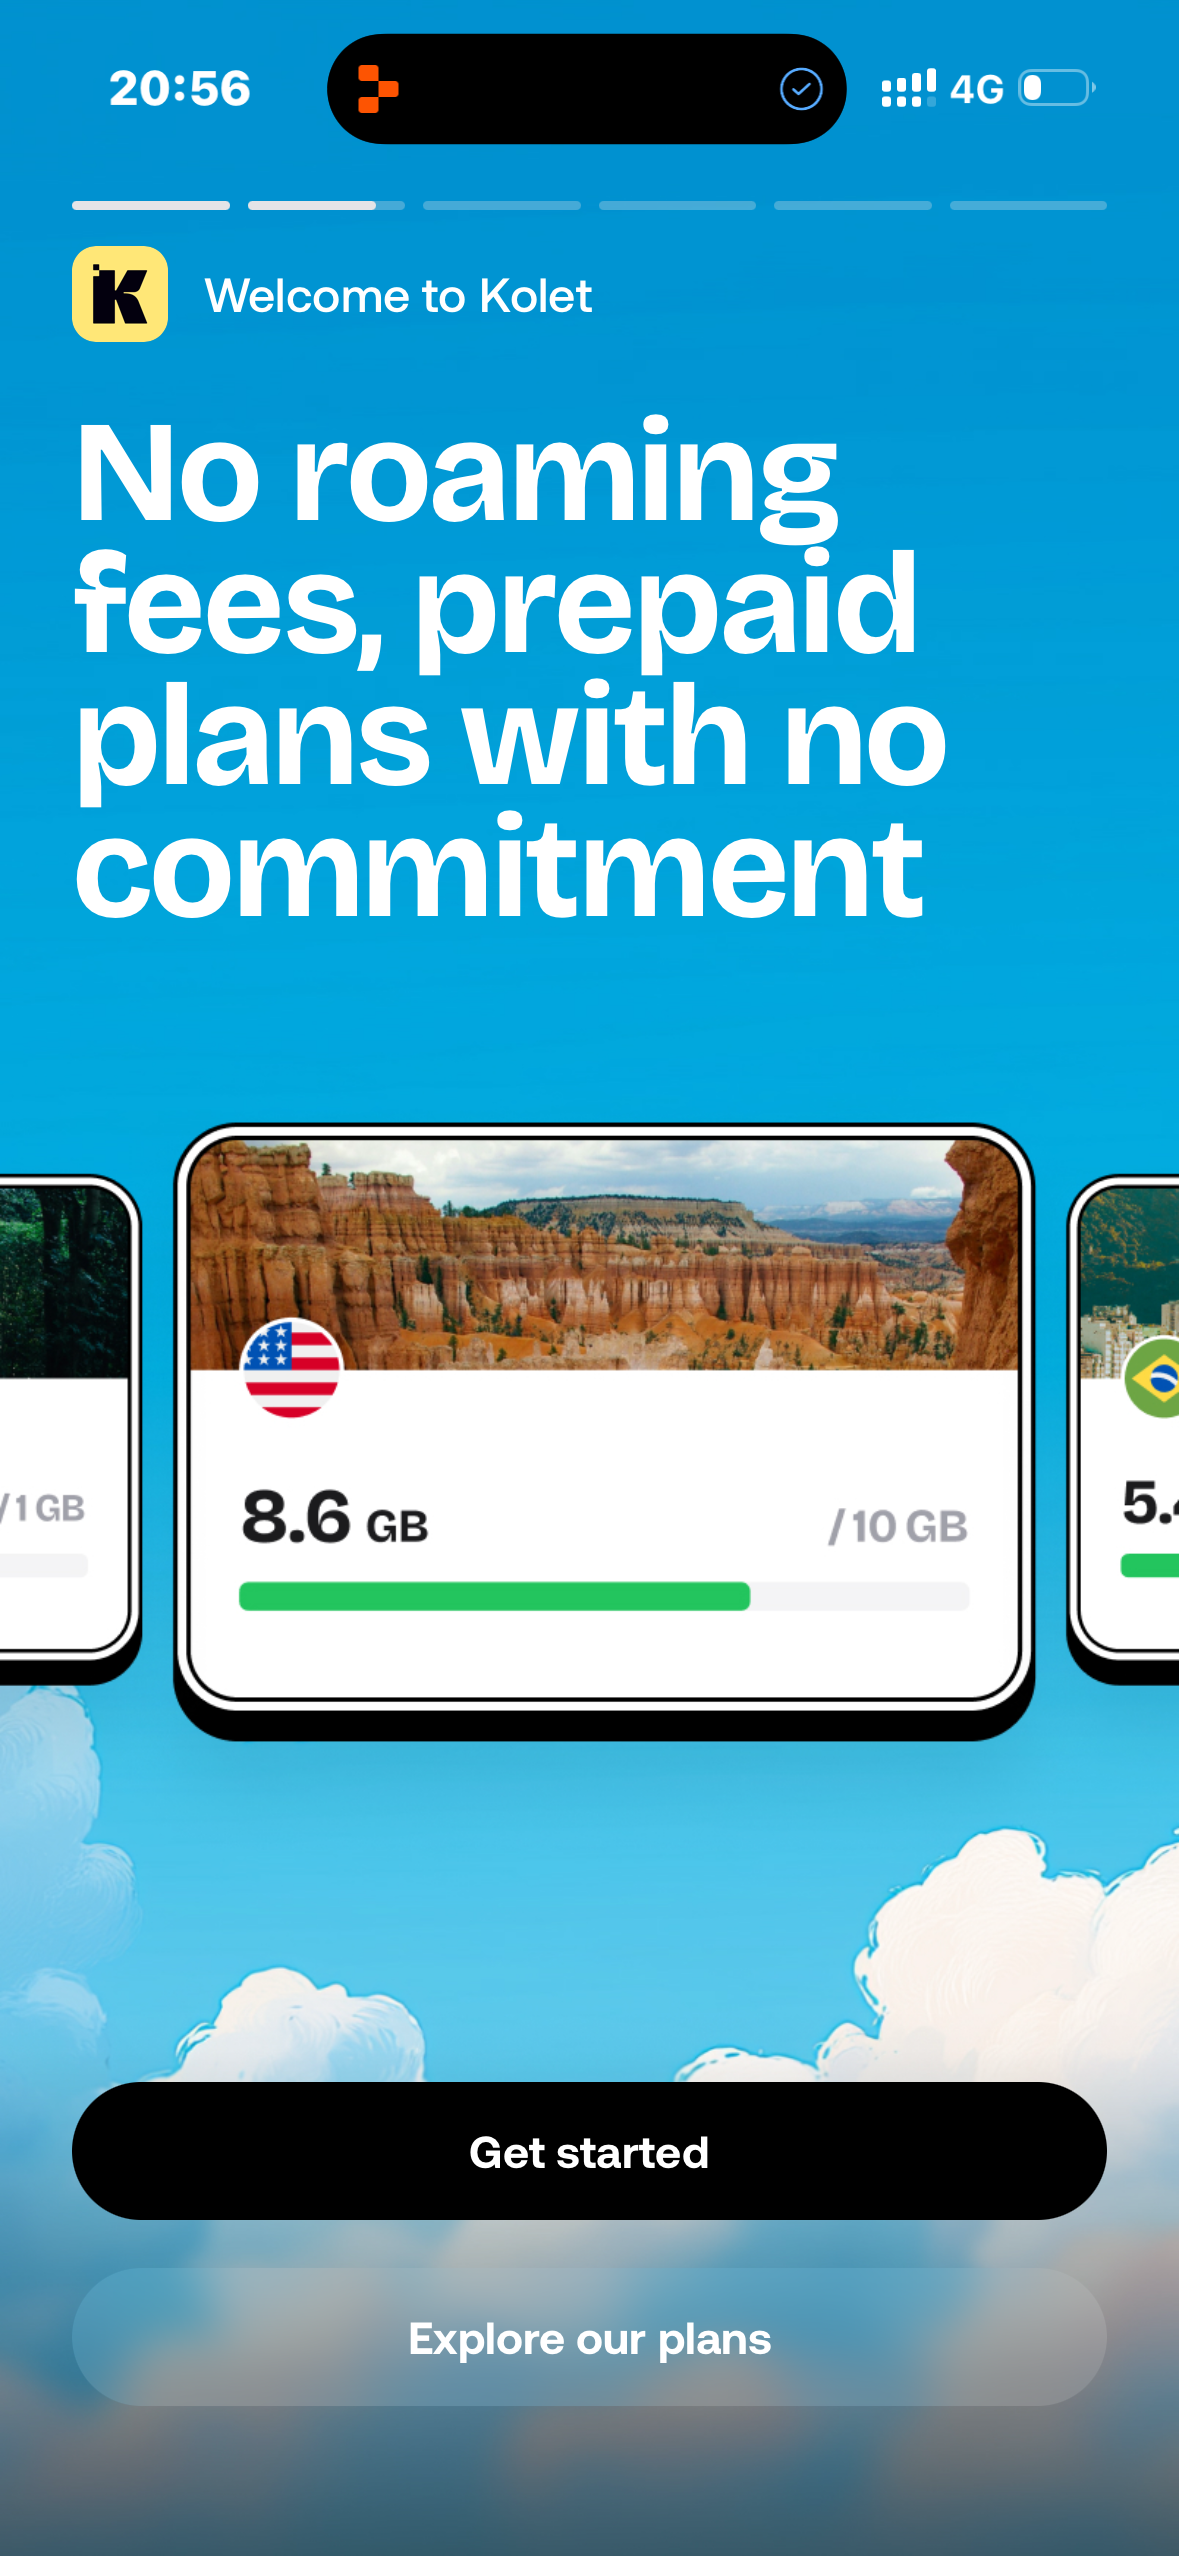 20:56
4G
Welcome to Kolet
No roaming
fees, prepaid
plans with no
commitment
/ 1 GB
8.6 GB
/ 10 GB
Get started
Explore our plans